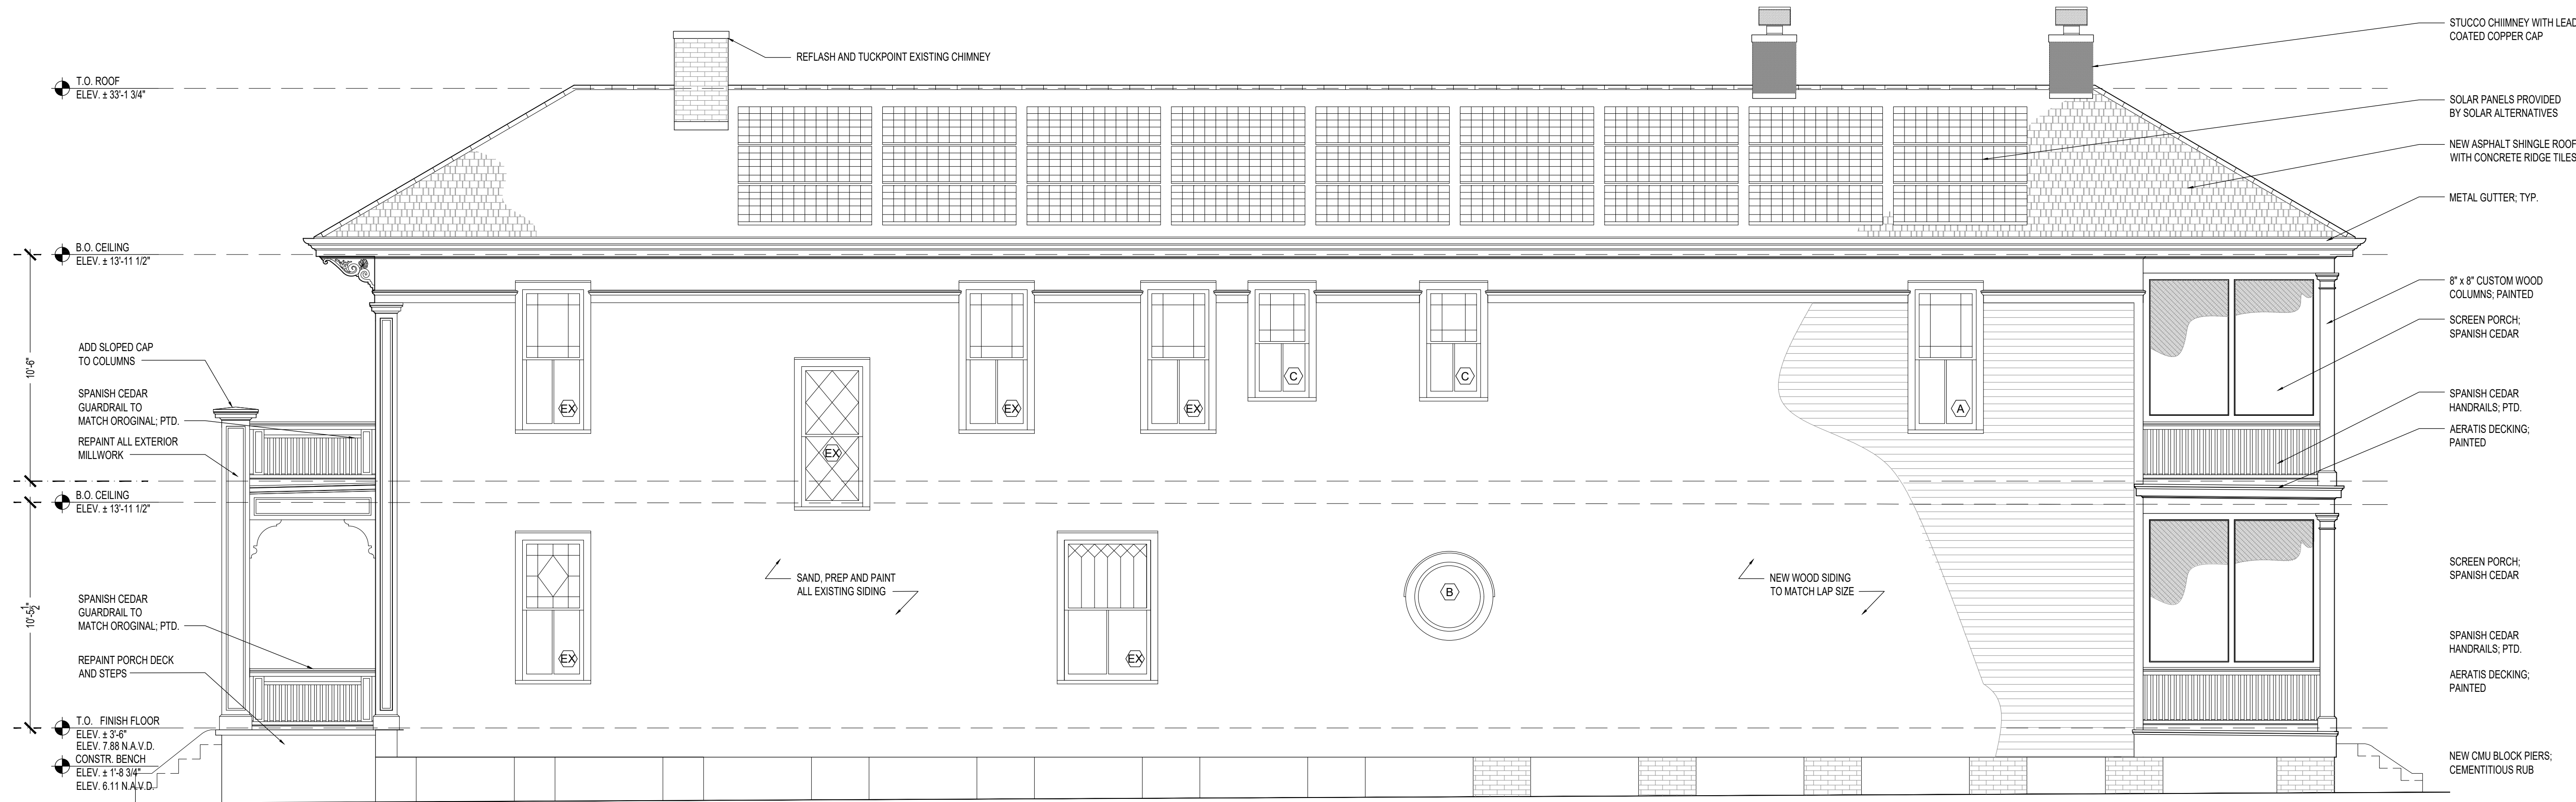 REFLASH AND TUCKPOINT EXISTING CHIMNEY
T.O. ROOF
ELEV. ± 33'-1 3/4"
B.O. CEILING
ELEV. ± 13'-11 1/2"
10'-6"
ADD SLOPED CAP
TO COLUMNS
SPANISH CEDAR
GUARDRAIL TO
MATCH OROGINAL; PTD.
REPAINT ALL EXTERIOR
MILLWORK
B.O. CEILING
ELEV. ± 13'-11 1/2"
10'-5 1/2"
SPANISH CEDAR
GUARDRAIL TO
MATCH OROGINAL; PTD.
REPAINT PORCH DECK
AND STEPS
T.O. FINISH FLOOR
ELEV. ± 3'-6"
ELEV. 7.88 N.A.V.D.
CONSTR. BENCH
ELEV. ± 1'-8 3/4"
ELEV. 6.11 N.A.V.D.
EX
EX
EX
C
C
A
EX
EX
EX
B
SAND, PREP AND PAINT
ALL EXISTING SIDING
NEW WOOD SIDING
TO MATCH LAP SIZE
STUCCO CHIIMNEY WITH LEAD
COATED COPPER CAP
SOLAR PANELS PROVIDED
BY SOLAR ALTERNATIVES
NEW ASPHALT SHINGLE ROOF
WITH CONCRETE RIDGE TILES
METAL GUTTER; TYP.
8" x 8" CUSTOM WOOD
COLUMNS; PAINTED
SCREEN PORCH;
SPANISH CEDAR
SPANISH CEDAR
HANDRAILS; PTD.
AERATIS DECKING;
PAINTED
SCREEN PORCH;
SPANISH CEDAR
SPANISH CEDAR
HANDRAILS; PTD.
AERATIS DECKING;
PAINTED
NEW CMU BLOCK PIERS;
CEMENTITIOUS RUB